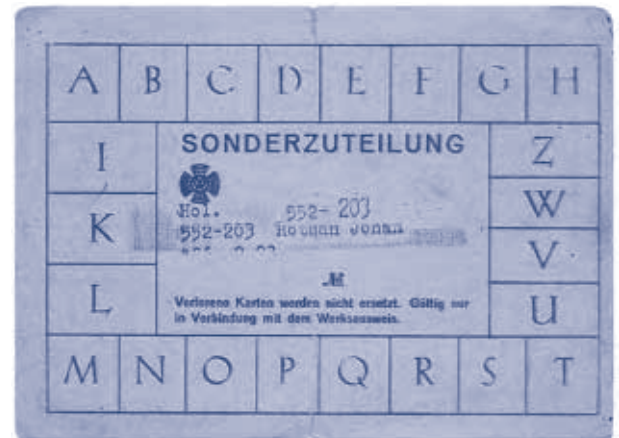 A B C D E F G H
I
K
L
SONDERZUTEILUNG
Hol. 552- 203
552-203
Verlorene Karten werden nicht ersetzt. Gültig nur
in Verbindung mit dem Werksausweis.
Z
W
V
U
M N O P Q R S T